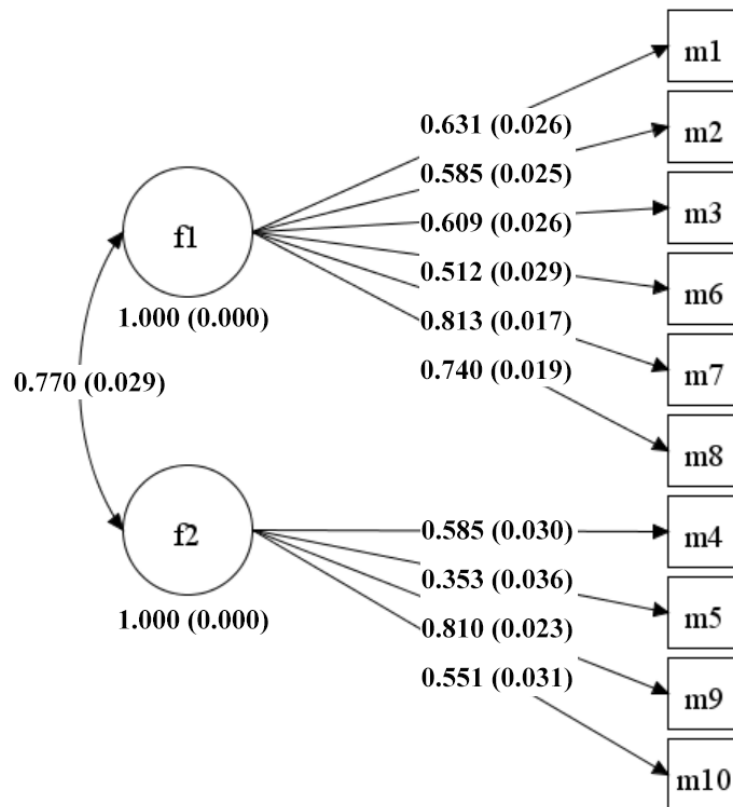 m1
0.631 (0.026)
m2
0.585 (0.025)
m3
0.609 (0.026)
f1
0.512 (0.029)
m6
1.000 (0.000)
0.813 (0.017)
m7
0.770 (0.029)
0.740 (0.019)
m8
f2
0.585 (0.030)
m4
0.353 (0.036)
m5
1.000 (0.000)
0.810 (0.023)
m9
0.551 (0.031)
m10